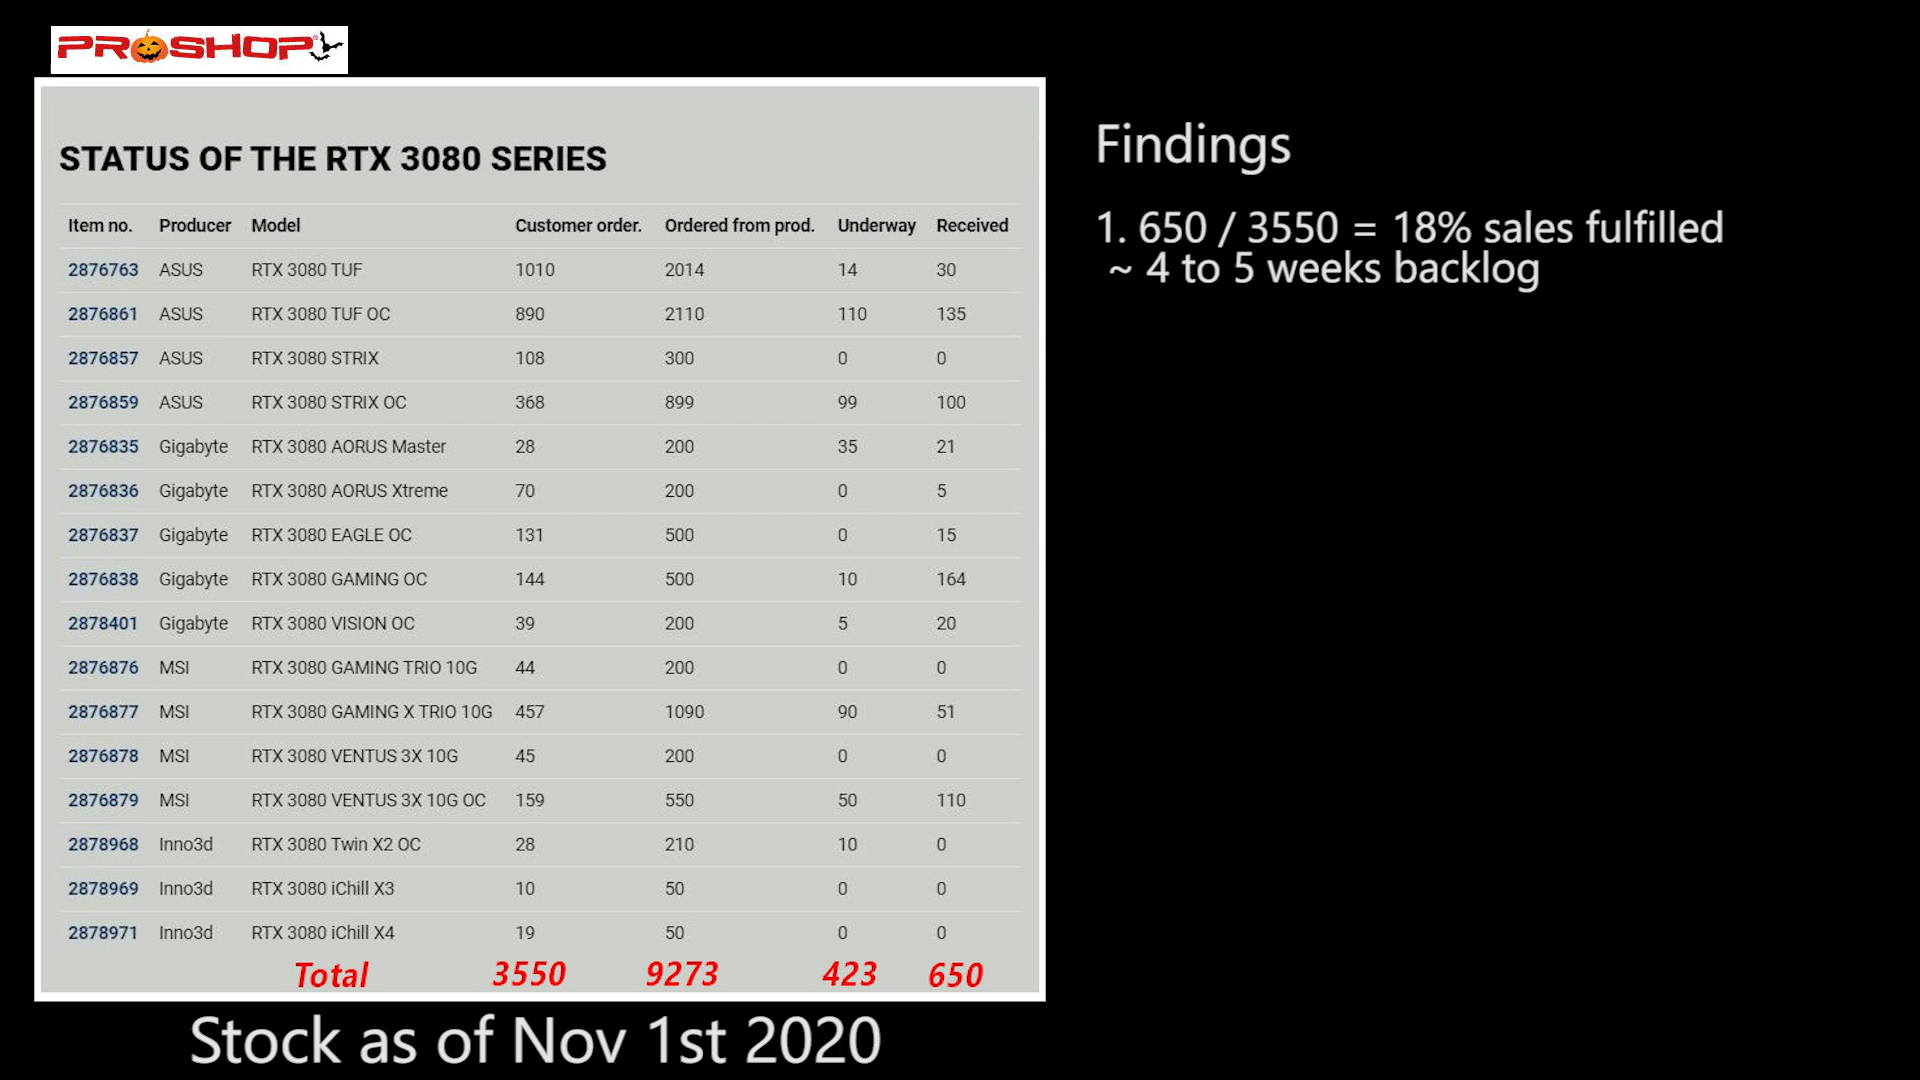 PROSHOP
STATUS OF THE RTX 3080 SERIES
Item no. Producer Model Customer order. Ordered from prod. Underway Received
2876763 ASUS RTX 3080 TUF 1010 2014 14 30
2876861 ASUS RTX 3080 TUF OC 890 2110 110 135
2876857 ASUS RTX 3080 STRIX 108 300 0 0
2876859 ASUS RTX 3080 STRIX OC 368 899 99 100
2876835 Gigabyte RTX 3080 AORUS Master 28 200 35 21
2876836 Gigabyte RTX 3080 AORUS Xtreme 70 200 0 5
2876837 Gigabyte RTX 3080 EAGLE OC 131 500 0 15
2876838 Gigabyte RTX 3080 GAMING OC 144 500 10 164
2878401 Gigabyte RTX 3080 VISION OC 39 200 5 20
2876876 MSI RTX 3080 GAMING TRIO 10G 44 200 0 0
2876877 MSI RTX 3080 GAMING X TRIO 10G 457 1090 90 51
2876878 MSI RTX 3080 VENTUS 3X 10G 45 200 0 0
2876879 MSI RTX 3080 VENTUS 3X 10G OC 159 550 50 110
2878968 Inno3d RTX 3080 Twin X2 OC 28 210 10 0
2878969 Inno3d RTX 3080 iChill X3 10 50 0 0
2878971 Inno3d RTX 3080 iChill X4 19 50 0 0
Total 3550 9273 423 650
Stock as of Nov 1st 2020
Findings
1. 650 / 3550 = 18% sales fulfilled
~ 4 to 5 weeks backlog